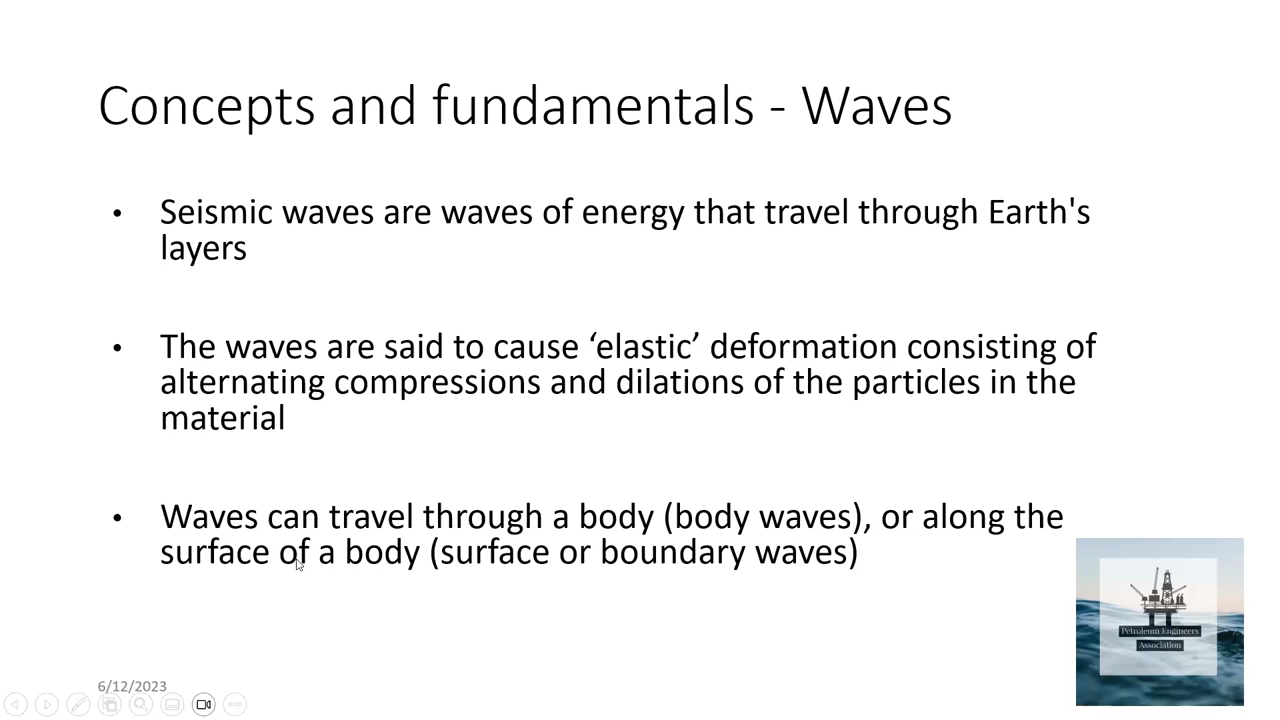 Concepts and fundamentals - Waves
• Seismic waves are waves of energy that travel through Earth's
layers
• The waves are said to cause ‘elastic’ deformation consisting of
alternating compressions and dilations of the particles in the
material
• Waves can travel through a body (body waves), or along the
surface of a body (surface or boundary waves)
Petroleum Engineers
Association
6/12/2023